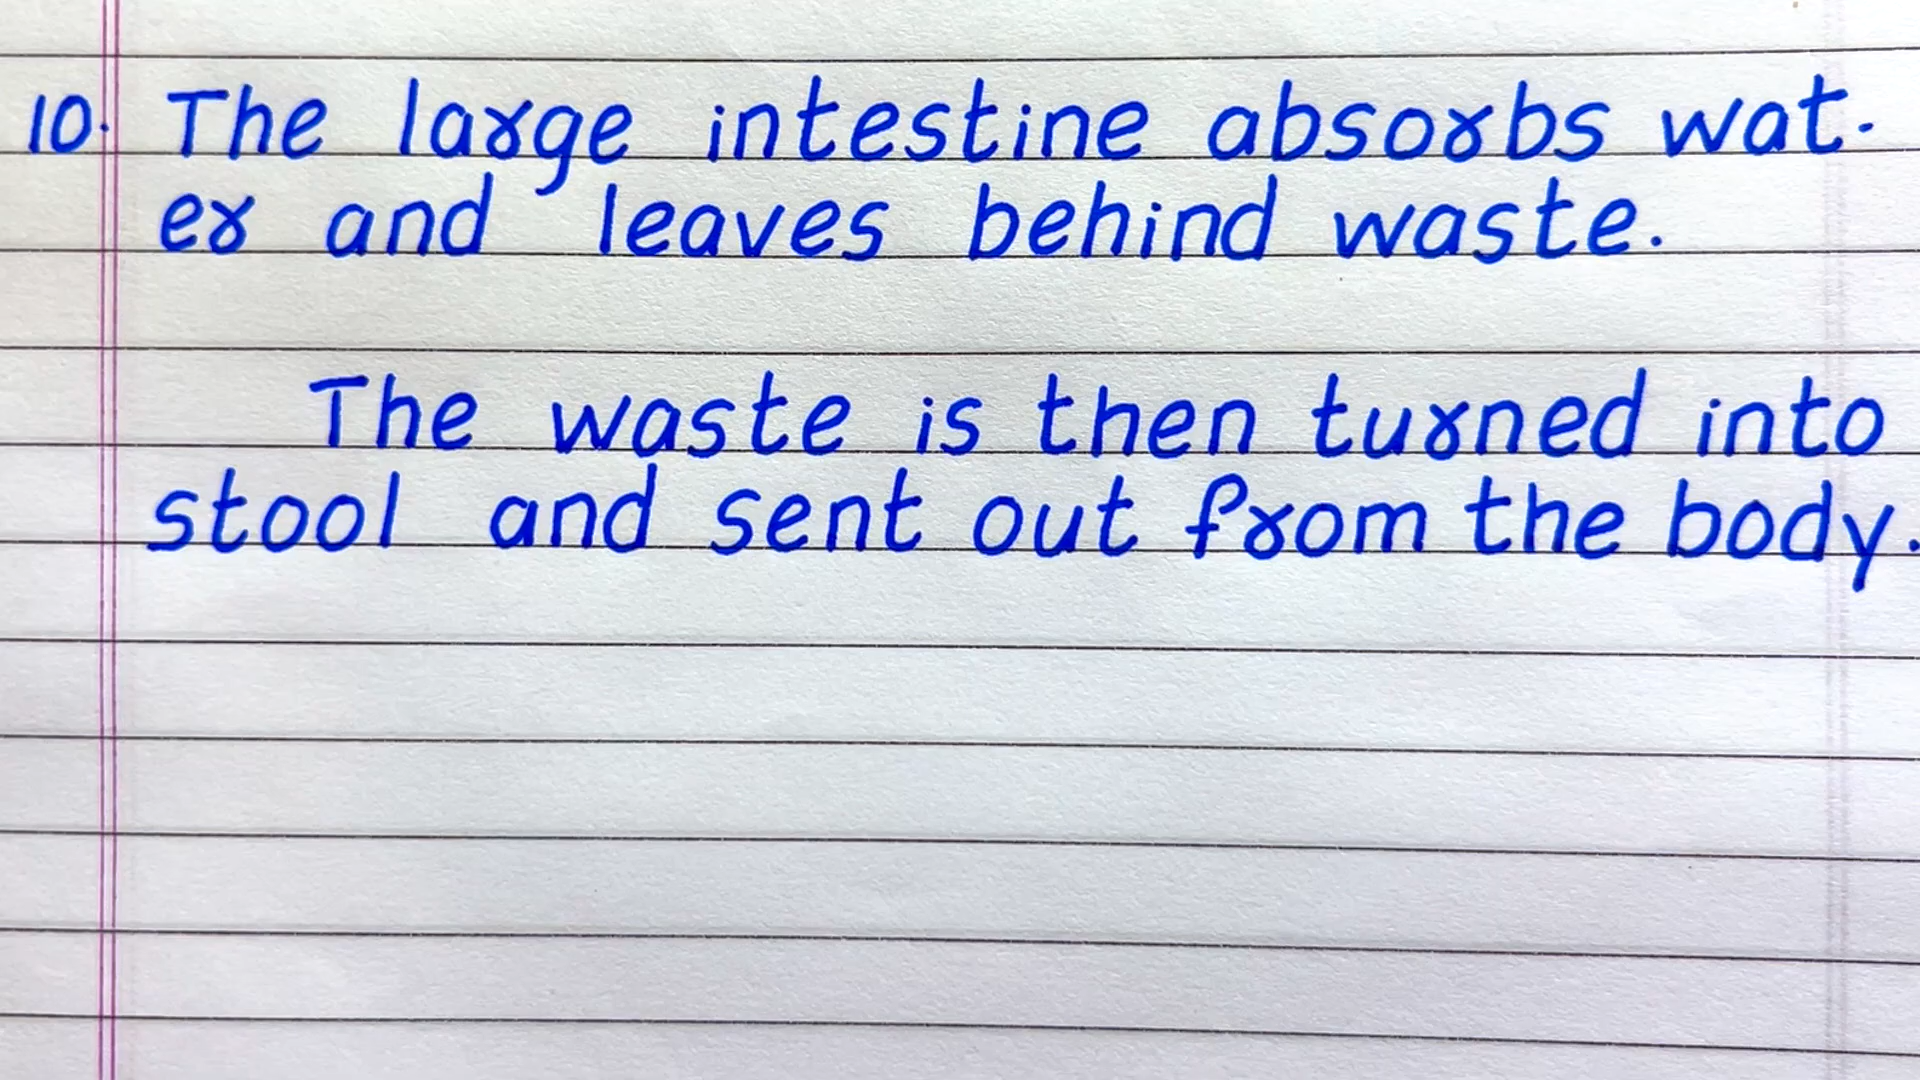 10. The large intestine absorbs wat-
er and leaves behind waste.
The waste is then turned into
stool and sent out from the body.